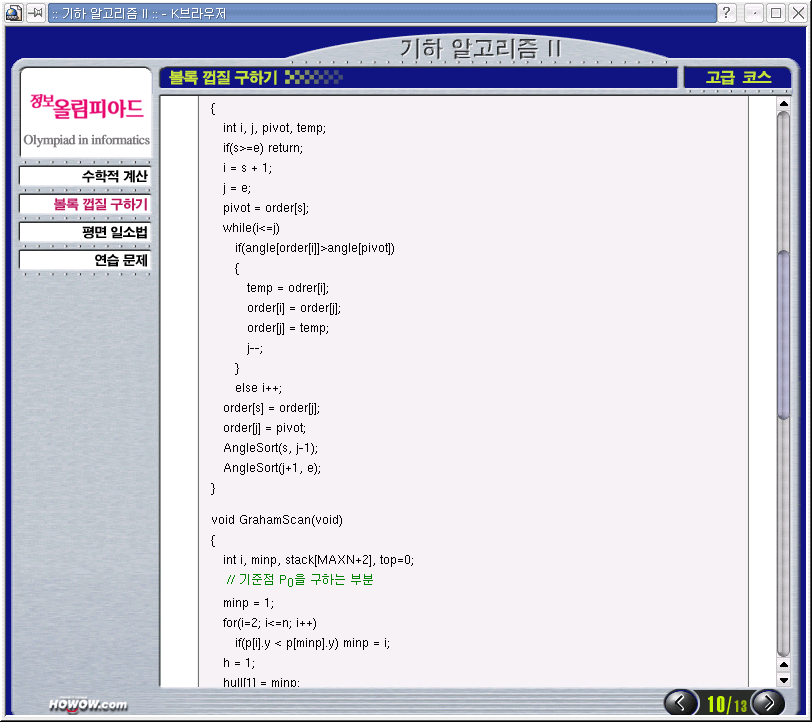 :: 기하 알고리즘 II :: - K브라우저
기하 알고리즘 II
볼록 껍질 구하기
고급 코스
정보올림피아드
Olympiad in informatics
수학적 계산
볼록 껍질 구하기
평면 일소법
연습 문제
{
int i, j, pivot, temp;
if(s>=e) return;
i = s + 1;
j = e;
pivot = order[s];
while(i<=j)
if(angle[order[i]]>angle[pivot])
{
temp = odrer[i];
order[i] = order[j];
order[j] = temp;
j--;
}
else i++;
order[s] = order[j];
order[j] = pivot;
AngleSort(s, j-1);
AngleSort(j+1, e);
}
void GrahamScan(void)
{
int i, minp, stack[MAXN+2], top=0;
// 기준점 P0을 구하는 부분
minp = 1;
for(i=2; i<=n; i++)
if(p[i].y < p[minp].y) minp = i;
h = 1;
hull[1] = minp;
HOWOW.com
10/13